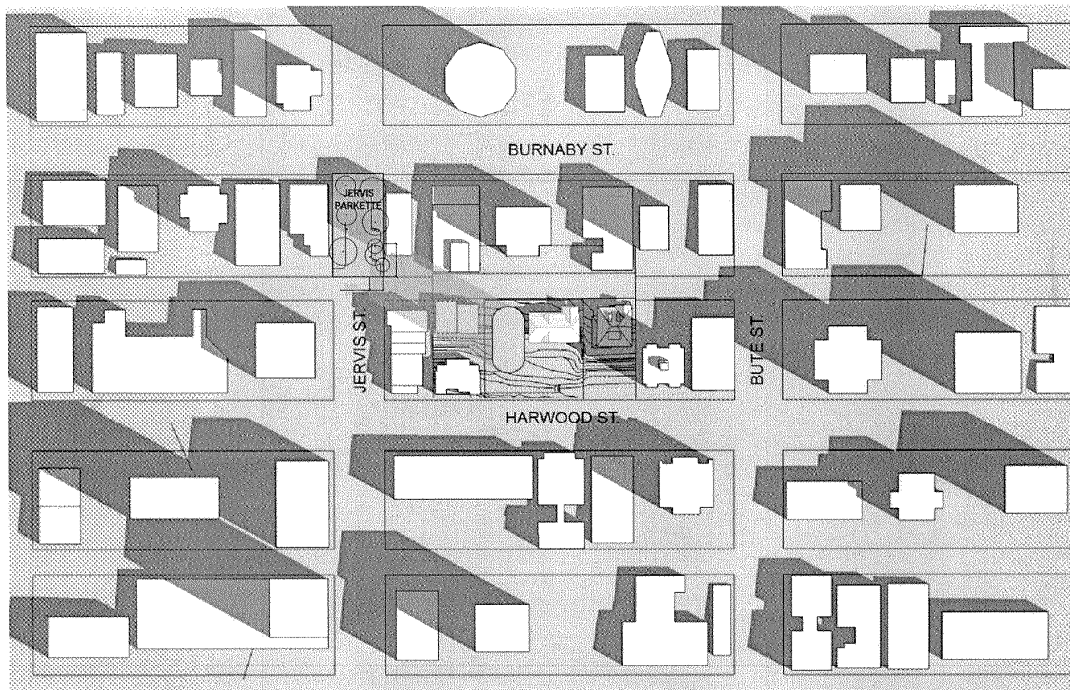 BURNABY ST.
JERVIS
PARKETTE
JERVIS ST.
BUTE ST.
HARWOOD ST.